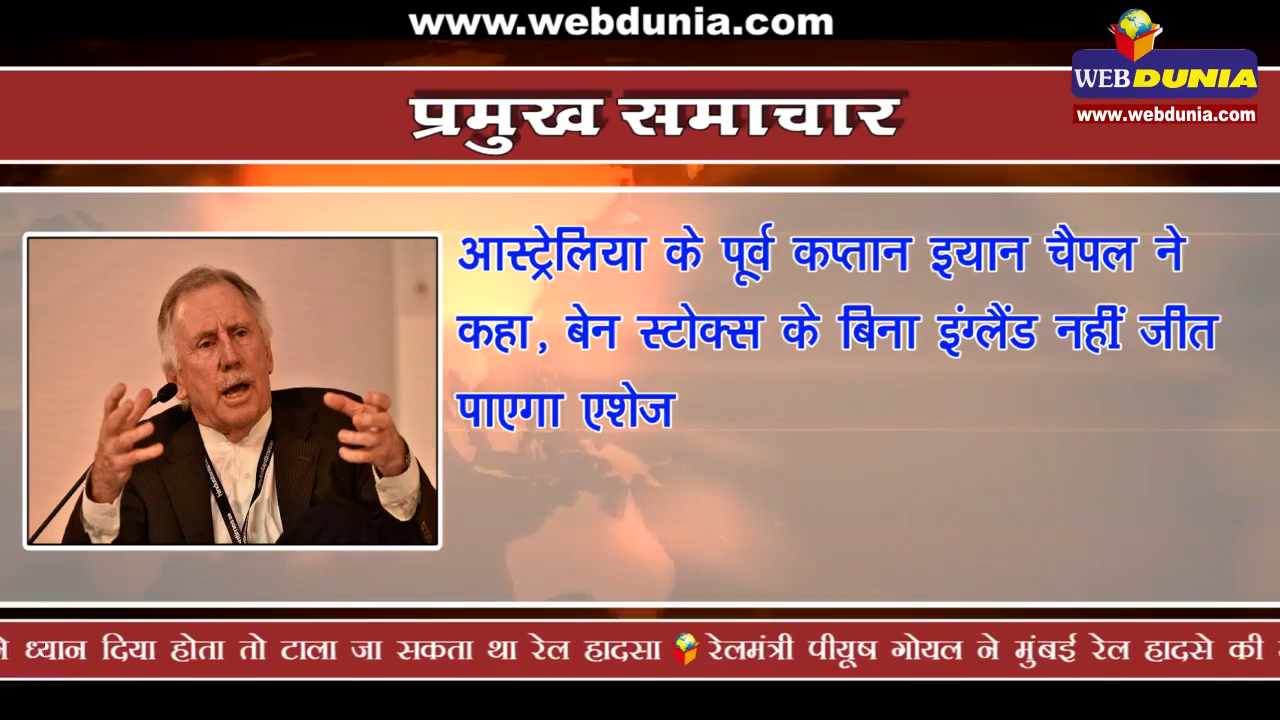 www.webdunia.com
WEBDUNIA
www.webdunia.com
प्रमुख समाचार
आस्ट्रेलिया के पूर्व कप्तान इयान चैपल ने
कहा, बेन स्टोक्स के बिना इंग्लैंड नहीं जीत
पाएगा एशेज
ध्यान दिया होता तो टाला जा सकता था रेल हादसा रेलमंत्री पीयूष गोयल ने मुंबई रेल हादसे की